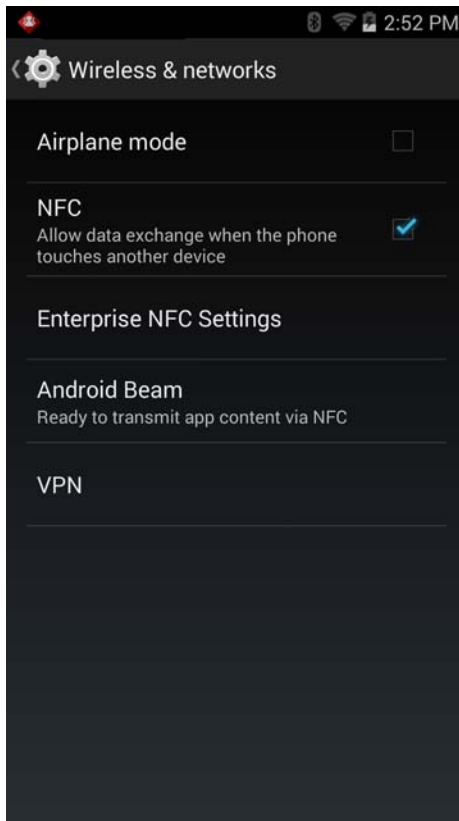 2:52 PM
Wireless & networks
Airplane mode
NFC
Allow data exchange when the phone
touches another device
Enterprise NFC Settings
Android Beam
Ready to transmit app content via NFC
VPN